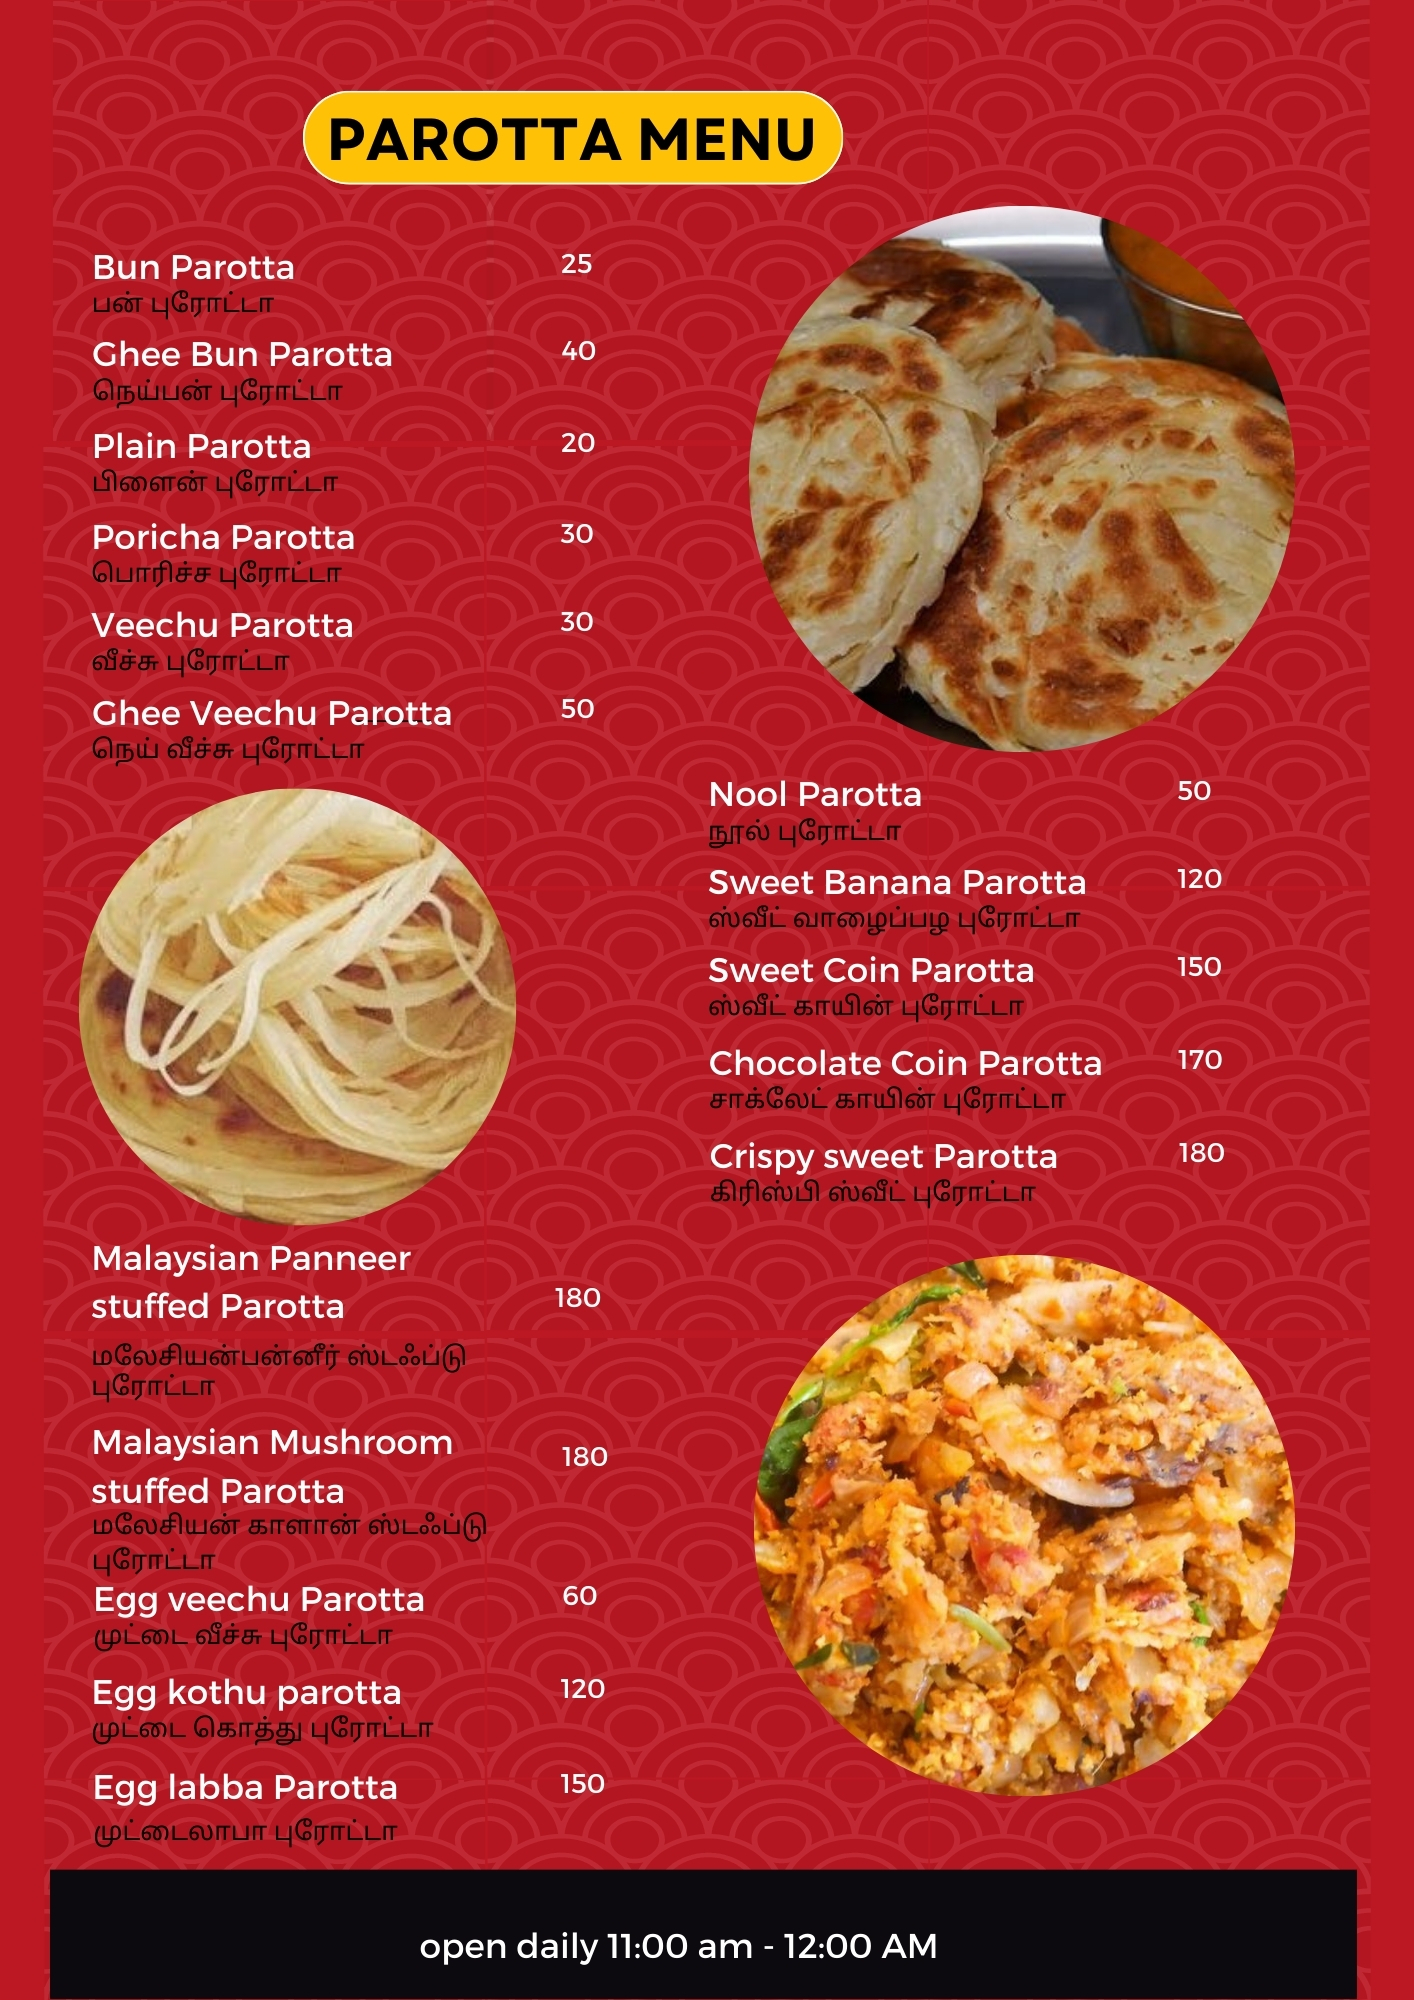 PAROTTA MENU
Bun Parotta 25
பன் புரோட்டா
Ghee Bun Parotta 40
நெய்பன் புரோட்டா
Plain Parotta 20
பிளைன் புரோட்டா
Poricha Parotta 30
பொரிச்ச புரோட்டா
Veechu Parotta 30
வீச்சு புரோட்டா
Ghee Veechu Parotta 50
நெய் வீச்சு புரோட்டா
Nool Parotta 50
நூல் புரோட்டா
Sweet Banana Parotta 120
ஸ்வீட் வாழைப்பழ புரோட்டா
Sweet Coin Parotta 150
ஸ்வீட் காயின் புரோட்டா
Chocolate Coin Parotta 170
சாக்லேட் காயின் புரோட்டா
Crispy sweet Parotta 180
கிரிஸ்பி ஸ்வீட் புரோட்டா
Malaysian Panneer
stuffed Parotta 180
மலேசியன்பன்னீர் ஸ்டஃப்டு
புரோட்டா
Malaysian Mushroom 180
stuffed Parotta
மலேசியன் காளான் ஸ்டஃப்டு
புரோட்டா
Egg veechu Parotta 60
முட்டை வீச்சு புரோட்டா
Egg kothu parotta 120
முட்டை கொத்து புரோட்டா
Egg labba Parotta 150
முட்டைலாபா புரோட்டா
open daily 11:00 am - 12:00 AM